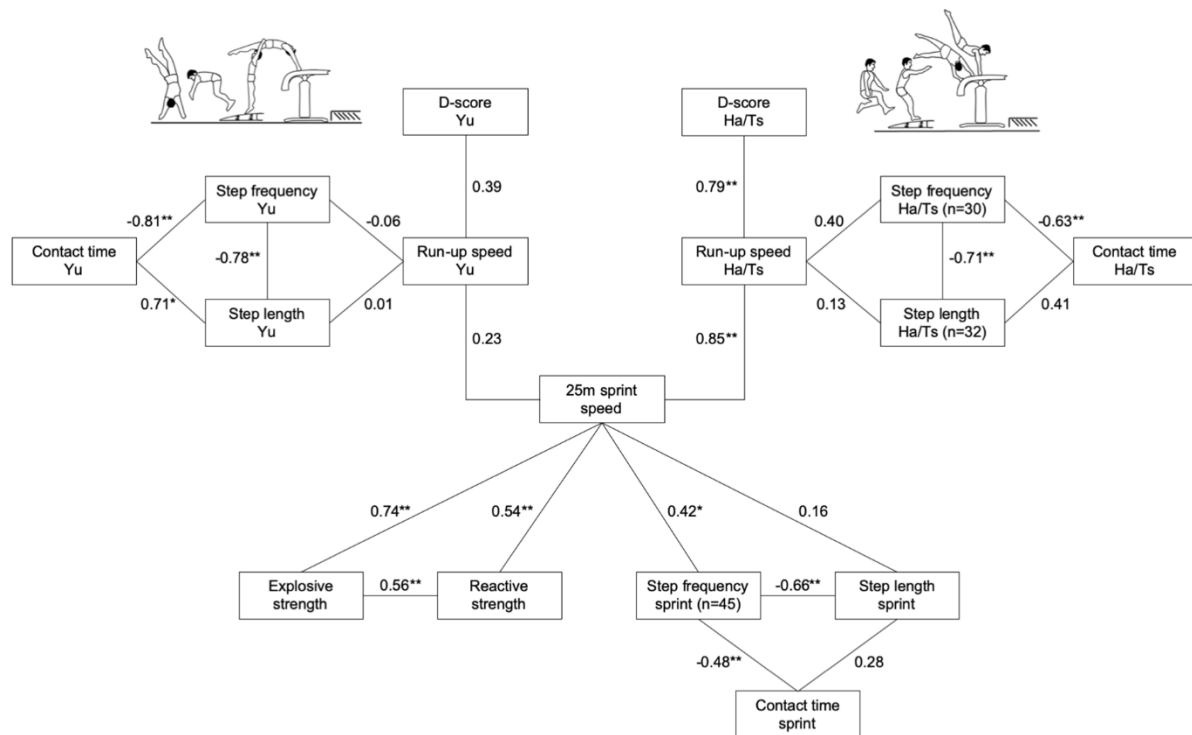 D-score
Yu
D-score
Ha/Ts
0.39
0.79**
Step frequency
Yu
Step frequency
Ha/Ts (n=30)
-0.81**
-0.06
0.40
-0.63**
Contact time
Yu
-0.78**
Run-up speed
Yu
Run-up speed
Ha/Ts
-0.71**
Contact time
Ha/Ts
0.71*
0.01
0.13
0.41
Step length
Yu
Step length
Ha/Ts (n=32)
0.23
0.85**
25m sprint
speed
0.74**
0.54**
0.42*
0.16
Explosive
strength
0.56**
Reactive
strength
Step frequency
sprint (n=45)
-0.66**
Step length
sprint
-0.48**
0.28
Contact time
sprint